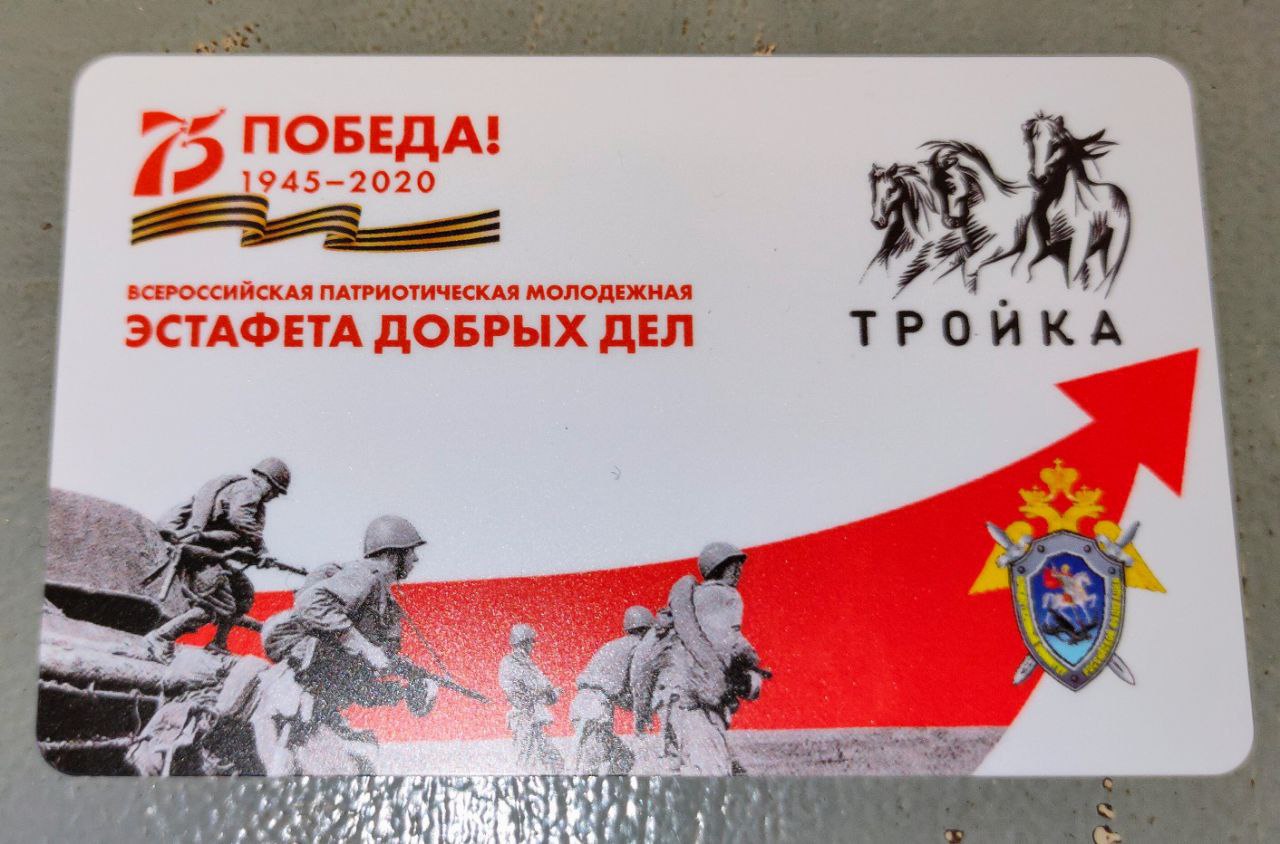 75 ПОБЕДА!
1945–2020
ВСЕРОССИЙСКАЯ ПАТРИОТИЧЕСКАЯ МОЛОДЕЖНАЯ
ЭСТАФЕТА ДОБРЫХ ДЕЛ
ТРОЙКА